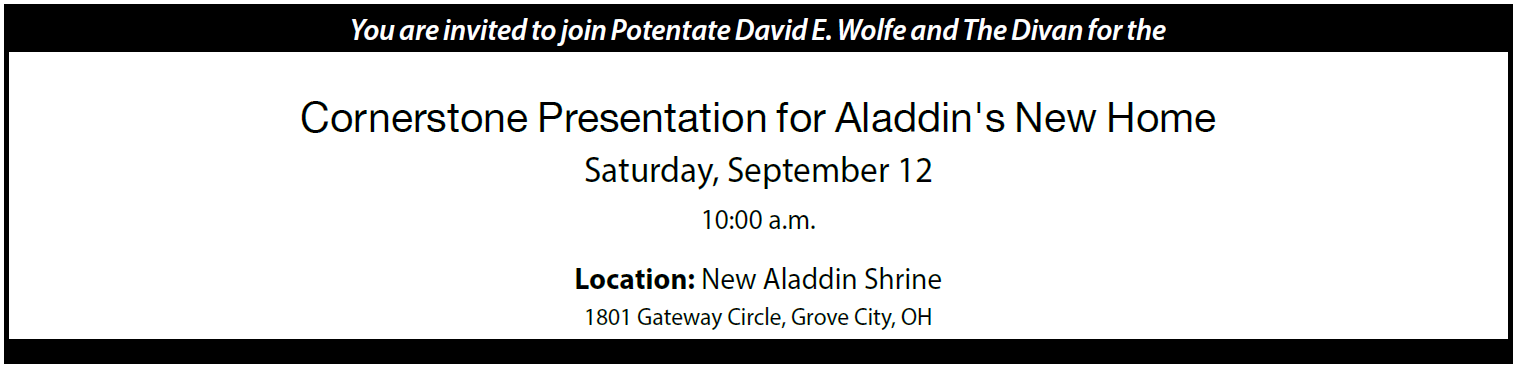 You are invited to join Potentate David E. Wolfe and The Divan for the
Cornerstone Presentation for Aladdin's New Home
Saturday, September 12
10:00 a.m.
Location: New Aladdin Shrine
1801 Gateway Circle, Grove City, OH